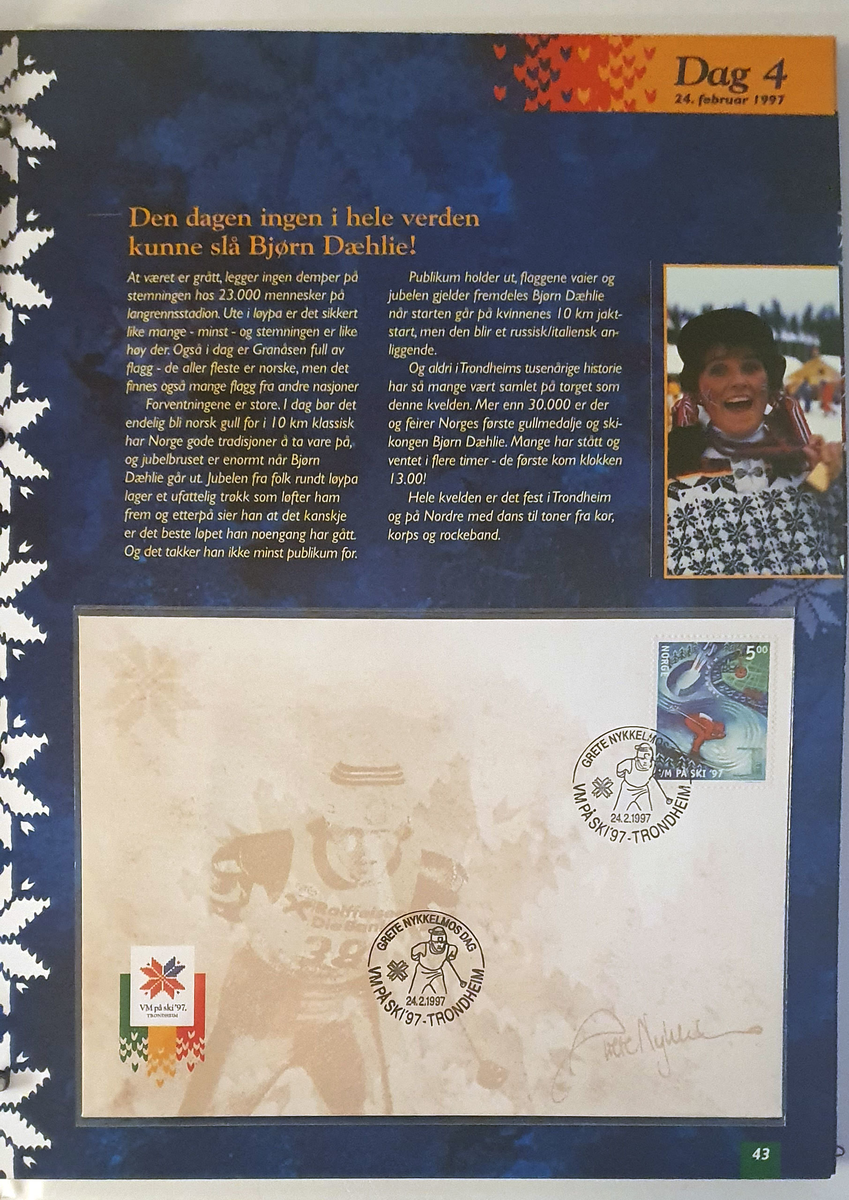 Dag 4
24. februar 1997
Den dagen ingen i hele verden
kunne slå Bjørn Dæhlie!
At været er grått, legger ingen demper på
stemningen hos 23.000 mennesker på
langrennsstadion. Ute i løypa er det sikkert
like mange - minst - og stemningen er like
høy der. Også i dag er Granåsen full av
flagg - de aller fleste er norske, men det
finnes også mange flagg fra andre nasjoner
Forventningene er store. I dag bør det
endelig bli norsk gull for i 10 km klassisk
har Norge gode tradisjoner å ta vare på,
og jubelbruset er enormt når Bjørn
Dæhlie går ut. Jubelen fra folk rundt løypa
lager et ufattelig trøkk som løfter ham
frem og etterpå sier han at det kanskje
er det beste løpet han noengang har gått.
Og det takker han ikke minst publikum for.
Publikum holder ut, flaggene vaier og
jubelen gjelder fremdeles Bjørn Dæhlie
når starten går på kvinnenes 10 km jakt-
start, men den blir et russisk/italiensk an-
liggende.
Og aldri i Trondheims tusenårige historie
har så mange vært samlet på torget som
denne kvelden. Mer enn 30.000 er der
og feirer Norges første gullmedalje og ski-
kongen Bjørn Dæhlie. Mange har stått og
ventet i flere timer - de første kom klokken
13.00!
Hele kvelden er det fest i Trondheim
og på Nordre med dans til toner fra kor,
korps og rockeband.
NORGE
5.00
VM PÅ SKI '97
GRETE NYKKELMOS
24.2.1997
VM PÅ SKI '97-TRONDHEIM
38
GRETE NYKKELMOS DAG
24.2.1997
VM PÅ SKI '97-TRONDHEIM
VM på ski '97,
TRONDHEIM
Grete
43